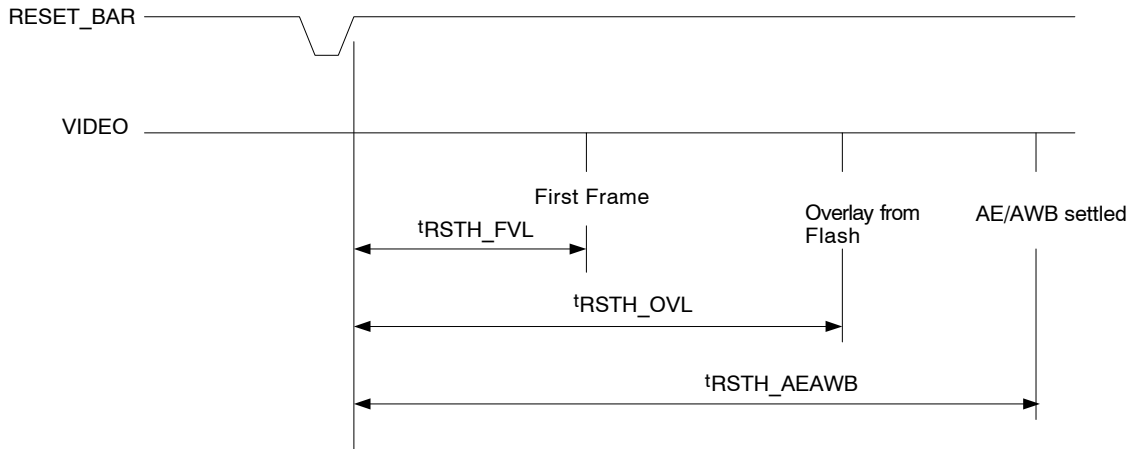 RESET_BAR
VIDEO
First Frame
Overlay from
Flash
AE/AWB settled
tRSTH_FVL
tRSTH_OVL
tRSTH_AEAWB